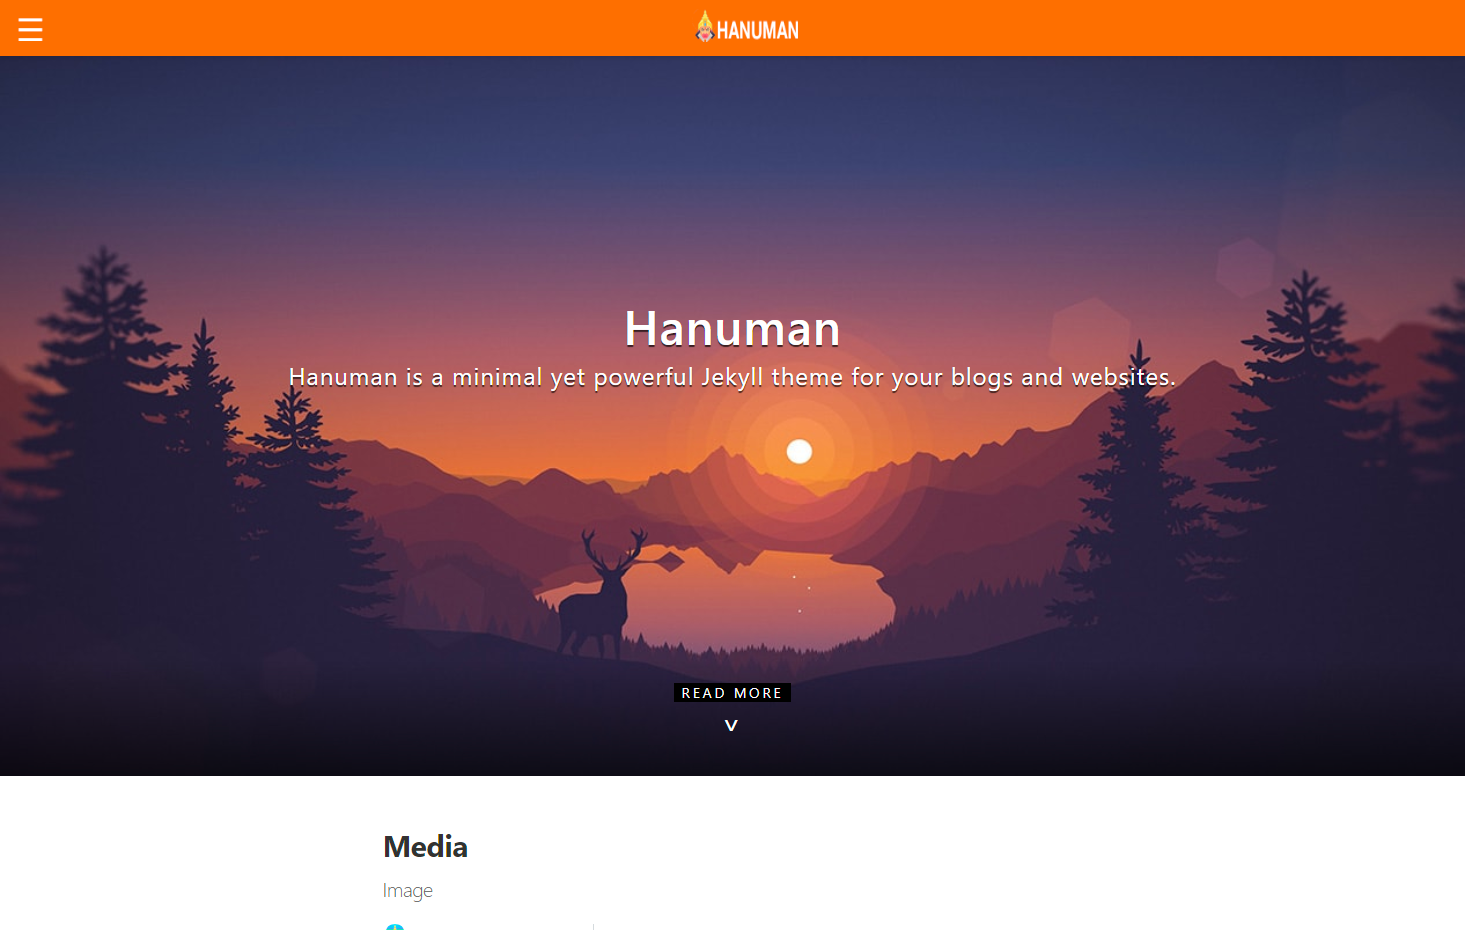 HANUMAN
Hanuman
Hanuman is a minimal yet powerful Jekyll theme for your blogs and websites.
READ MORE
Media
Image